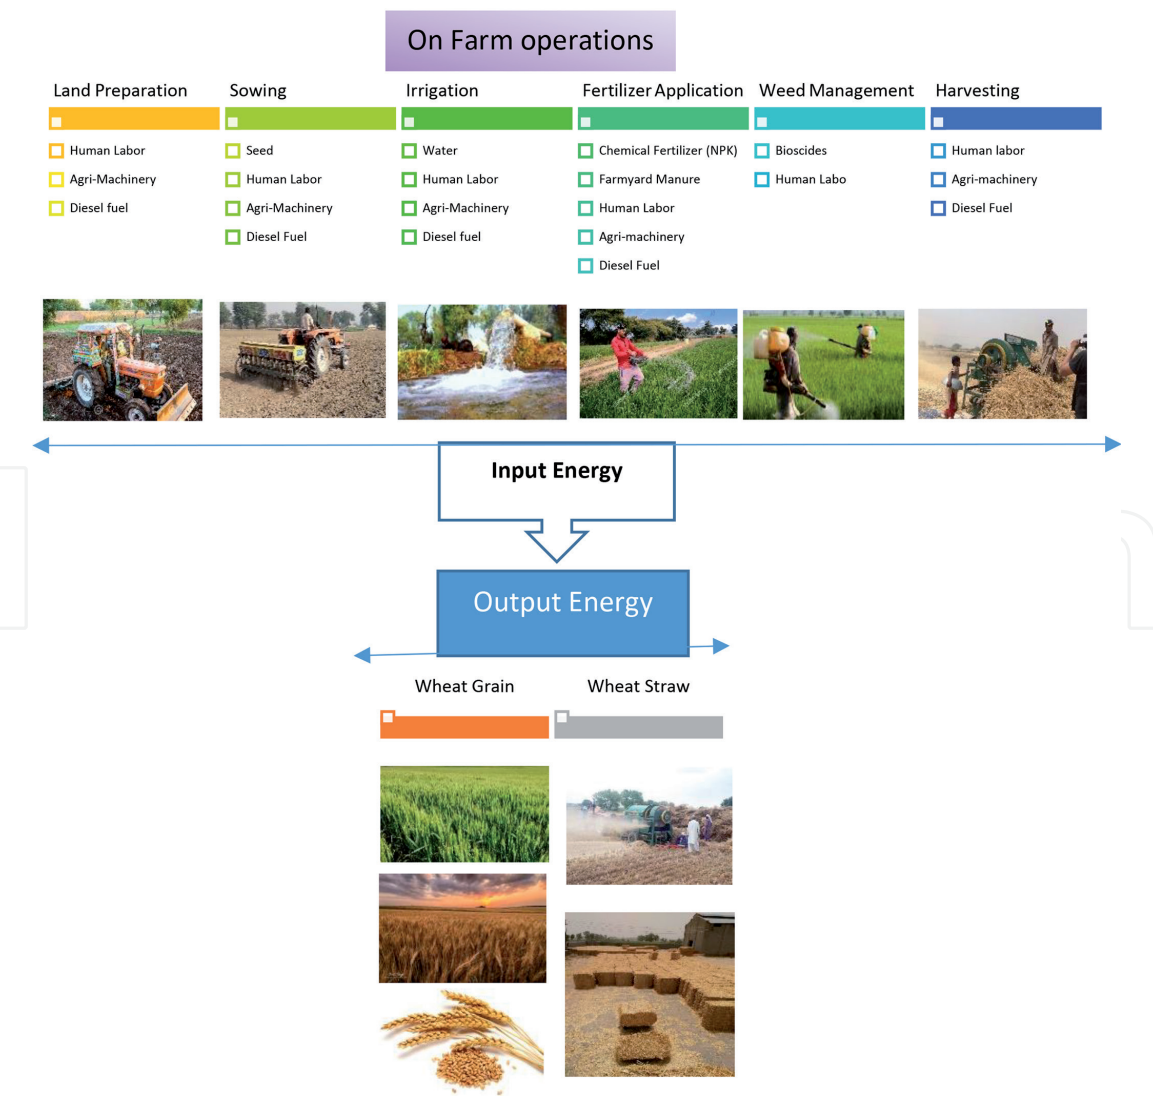 On Farm operations
Land Preparation
Human Labor
Agri-Machinery
Diesel fuel
Sowing
Seed
Human Labor
Agri-Machinery
Diesel Fuel
Irrigation
Water
Human Labor
Agri-Machinery
Diesel fuel
Fertilizer Application
Chemical Fertilizer (NPK)
Farmyard Manure
Human Labor
Agri-machinery
Diesel Fuel
Weed Management
Bioscides
Human Labo
Harvesting
Human labor
Agri-machinery
Diesel Fuel
Input Energy
Output Energy
Wheat Grain
Wheat Straw